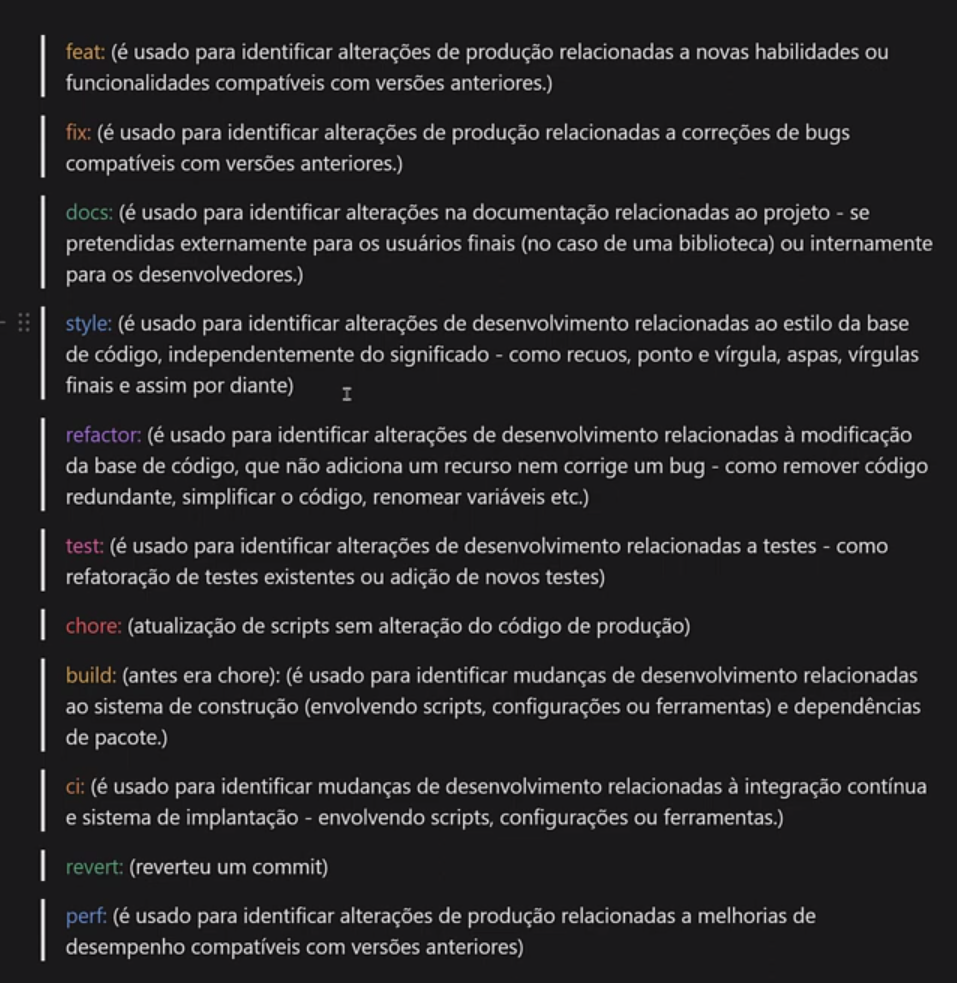 feat: (é usado para identificar alterações de produção relacionadas a novas habilidades ou
funcionalidades compatíveis com versões anteriores.)
fix: (é usado para identificar alterações de produção relacionadas a correções de bugs
compatíveis com versões anteriores.)
docs: (é usado para identificar alterações na documentação relacionadas ao projeto - se
pretendidas externamente para os usuários finais (no caso de uma biblioteca) ou internamente
para os desenvolvedores.)
style: (é usado para identificar alterações de desenvolvimento relacionadas ao estilo da base
de código, independentemente do significado - como recuos, ponto e vírgula, aspas, vírgulas
finais e assim por diante)
refactor: (é usado para identificar alterações de desenvolvimento relacionadas à modificação
da base de código, que não adiciona um recurso nem corrige um bug - como remover código
redundante, simplificar o código, renomear variáveis etc.)
test: (é usado para identificar alterações de desenvolvimento relacionadas a testes - como
refatoração de testes existentes ou adição de novos testes)
chore: (atualização de scripts sem alteração do código de produção)
build: (antes era chore): (é usado para identificar mudanças de desenvolvimento relacionadas
ao sistema de construção (envolvendo scripts, configurações ou ferramentas) e dependências
de pacote.)
ci: (é usado para identificar mudanças de desenvolvimento relacionadas à integração contínua
e sistema de implantação - envolvendo scripts, configurações ou ferramentas.)
revert: (reverteu um commit)
perf: (é usado para identificar alterações de produção relacionadas a melhorias de
desempenho compatíveis com versões anteriores)